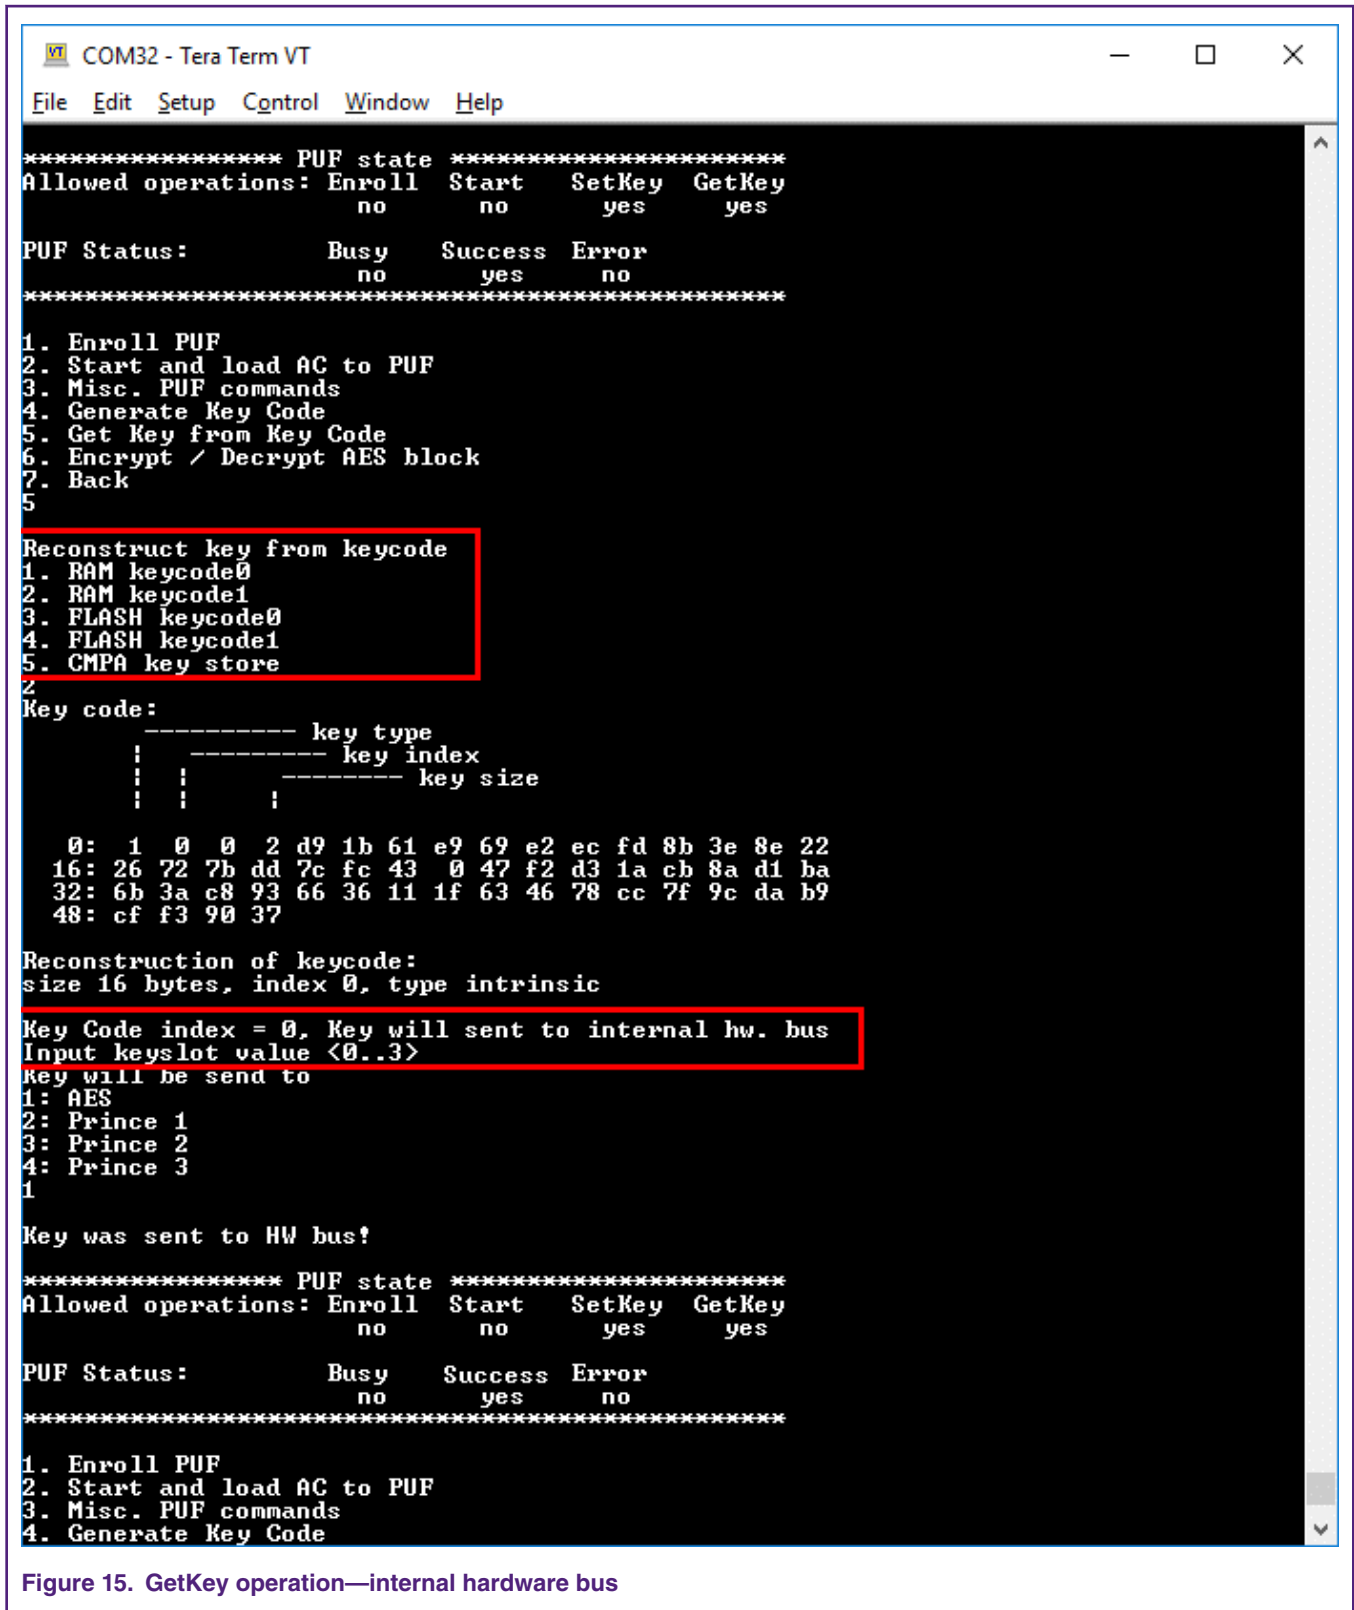 COM32 - Tera Term VT
File Edit Setup Control Window Help
***************** PUF state **********************
Allowed operations: Enroll Start SetKey GetKey
no no yes yes
PUF Status: Busy Success Error
no yes no
**************************************************
1. Enroll PUF
2. Start and load AC to PUF
3. Misc. PUF commands
4. Generate Key Code
5. Get Key from Key Code
6. Encrypt / Decrypt AES block
7. Back
5
Reconstruct key from keycode
1. RAM keycode0
2. RAM keycode1
3. FLASH keycode0
4. FLASH keycode1
5. CMPA key store
2
Key code:
---------- key type
| --------- key index
| | -------- key size
| | |
0: 1 0 0 2 d9 1b 61 e9 69 e2 ec fd 8b 3e 8e 22
16: 26 72 7b dd 7c fc 43 0 47 f2 d3 1a cb 8a d1 ba
32: 6b 3a c8 93 66 36 11 1f 63 46 78 cc 7f 9c da b9
48: cf f3 90 37
Reconstruction of keycode:
size 16 bytes, index 0, type intrinsic
Key Code index = 0, Key will sent to internal hw. bus
Input keyslot value <0..3>
Key will be send to
1: AES
2: Prince 1
3: Prince 2
4: Prince 3
1
Key was sent to HW bus!
***************** PUF state **********************
Allowed operations: Enroll Start SetKey GetKey
no no yes yes
PUF Status: Busy Success Error
no yes no
**************************************************
1. Enroll PUF
2. Start and load AC to PUF
3. Misc. PUF commands
4. Generate Key Code
Figure 15. GetKey operation—internal hardware bus